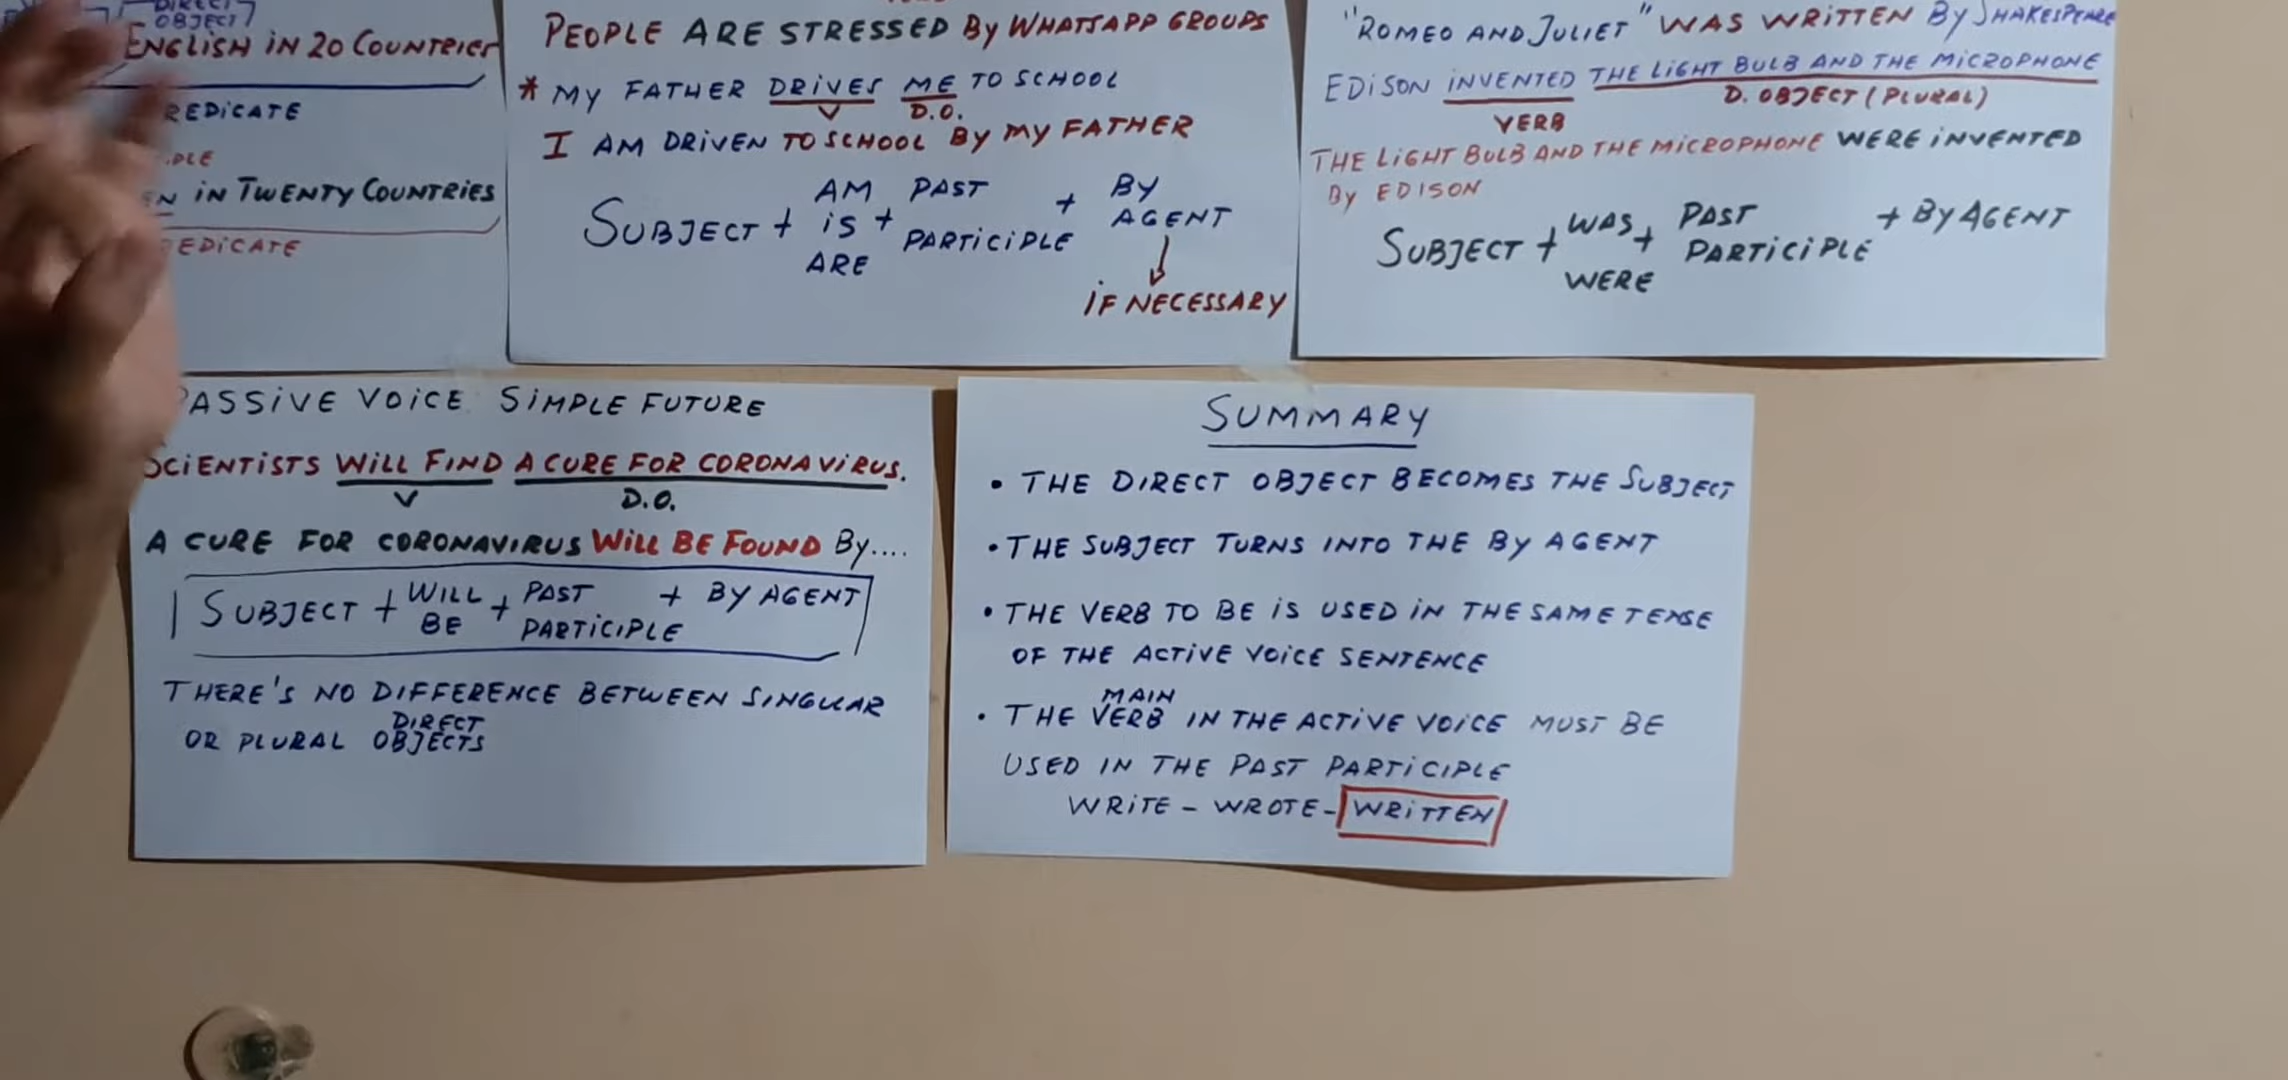 DIRECT
OBJECT
ENGLISH IN 20 COUNTRIES
REDICATE
PLE
EN IN TWENTY COUNTRIES
EDICATE
PEOPLE ARE STRESSED BY WHATSAPP GROUPS
* MY FATHER DRIVES ME TO SCHOOL
V D.O.
I AM DRIVEN TO SCHOOL BY MY FATHER
SUBJECT + AM IS ARE + PAST PARTICIPLE + BY AGENT
IF NECESSARY
"ROMEO AND JULIET" WAS WRITTEN BY SHAKESPEARE
EDISON INVENTED THE LIGHT BULB AND THE MICROPHONE
VERB D. OBJECT (PLURAL)
THE LIGHT BULB AND THE MICROPHONE WERE INVENTED
BY EDISON
SUBJECT + WAS WERE + PAST PARTICIPLE + BY AGENT
PASSIVE VOICE SIMPLE FUTURE
SCIENTISTS WILL FIND A CURE FOR CORONAVIRUS.
V D.O.
A CURE FOR CORONAVIRUS WILL BE FOUND BY....
SUBJECT + WILL BE + PAST PARTICIPLE + BY AGENT
THERE'S NO DIFFERENCE BETWEEN SINGULAR
OR PLURAL DIRECT OBJECTS
SUMMARY
• THE DIRECT OBJECT BECOMES THE SUBJECT
• THE SUBJECT TURNS INTO THE BY AGENT
• THE VERB TO BE IS USED IN THE SAME TENSE
OF THE ACTIVE VOICE SENTENCE
• THE MAIN VERB IN THE ACTIVE VOICE MUST BE
USED IN THE PAST PARTICIPLE
WRITE - WROTE - WRITTEN